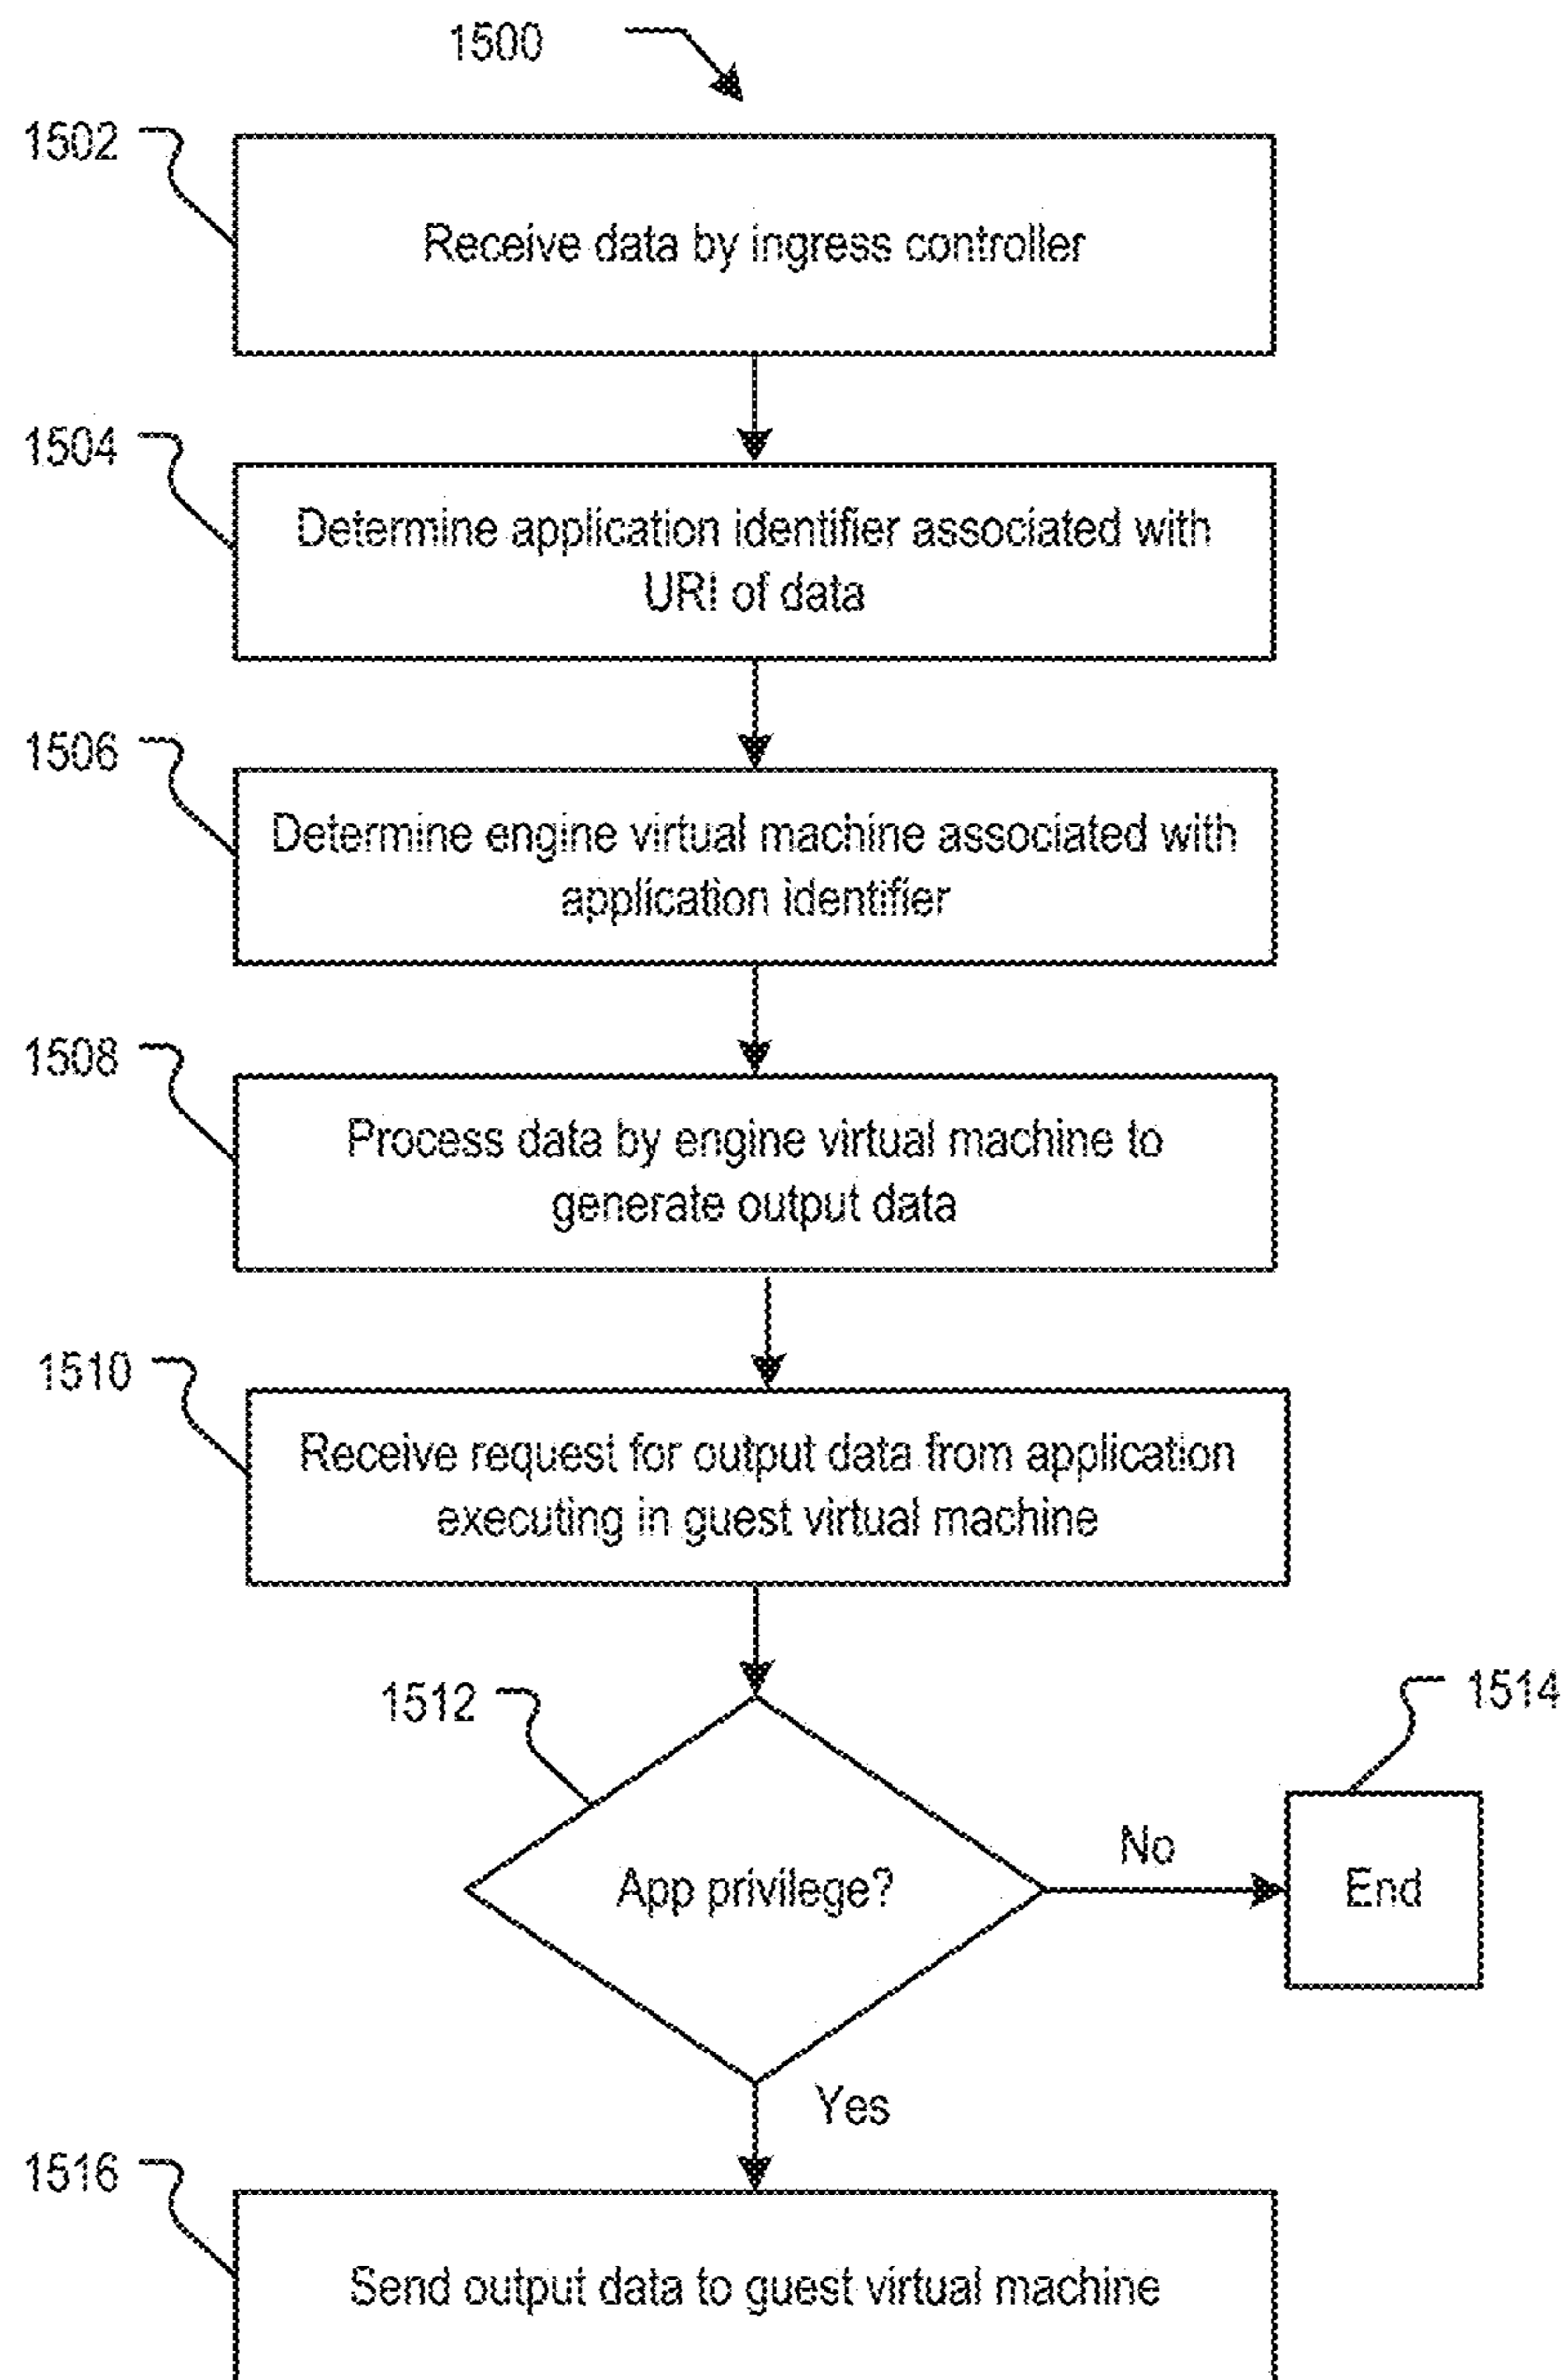 1500
1502
Receive data by ingress controller
1504
Determine application identifier associated with
URI of data
1506
Determine engine virtual machine associated with
application identifier
1508
Process data by engine virtual machine to
generate output data
1510
Receive request for output data from application
executing in guest virtual machine
1512
App privilege?
No
1514
End
Yes
1516
Send output data to guest virtual machine